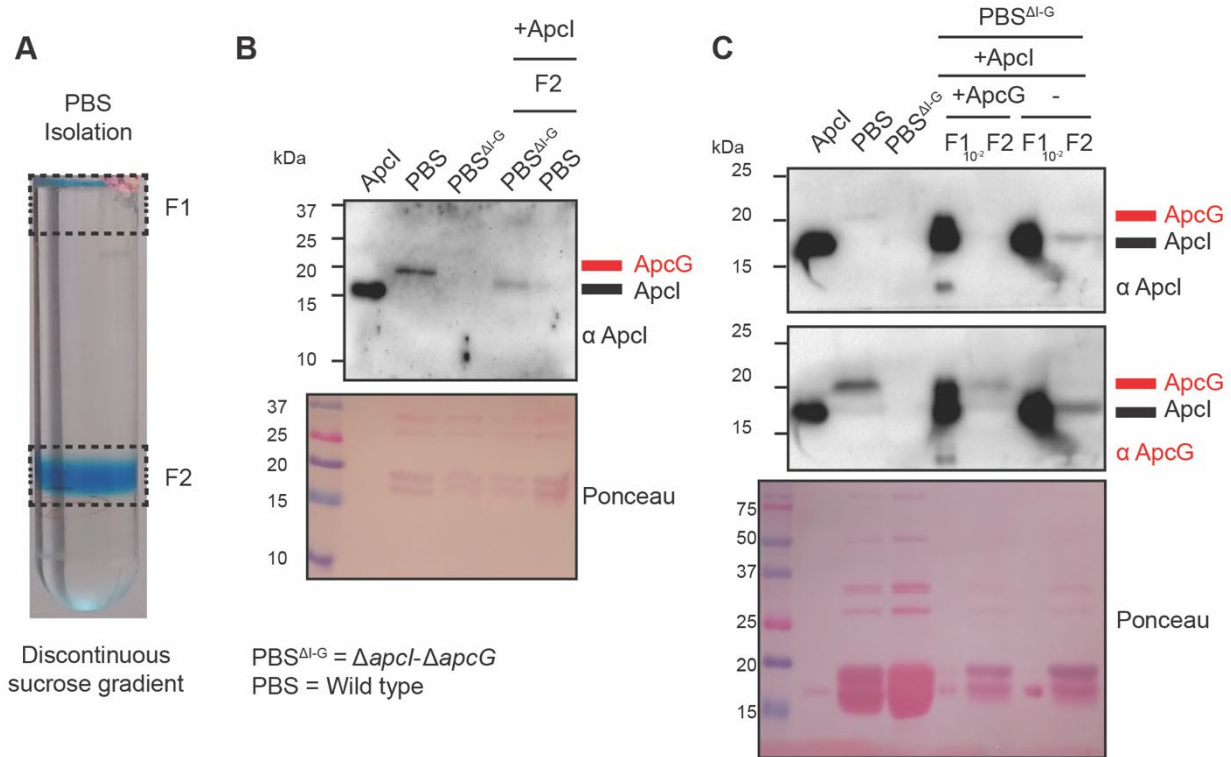 A
PBS
Isolation
F1
F2
Discontinuous
sucrose gradient
B
+ApcI
F2
kDa
ApcI
PBS
PBSΔI-G
PBSΔI-G
PBS
37
25
20
15
10
ApcG
ApcI
α ApcI
37
25
20
15
10
Ponceau
PBSΔI-G = ΔapcI-ΔapcG
PBS = Wild type
C
PBSΔI-G
+ApcI
+ApcG -
kDa
ApcI
PBS
PBSΔI-G
F1 10-2 F2 F1 10-2 F2
25
20
15
ApcG
ApcI
α ApcI
25
20
15
ApcG
ApcI
α ApcG
75
50
37
25
20
15
Ponceau